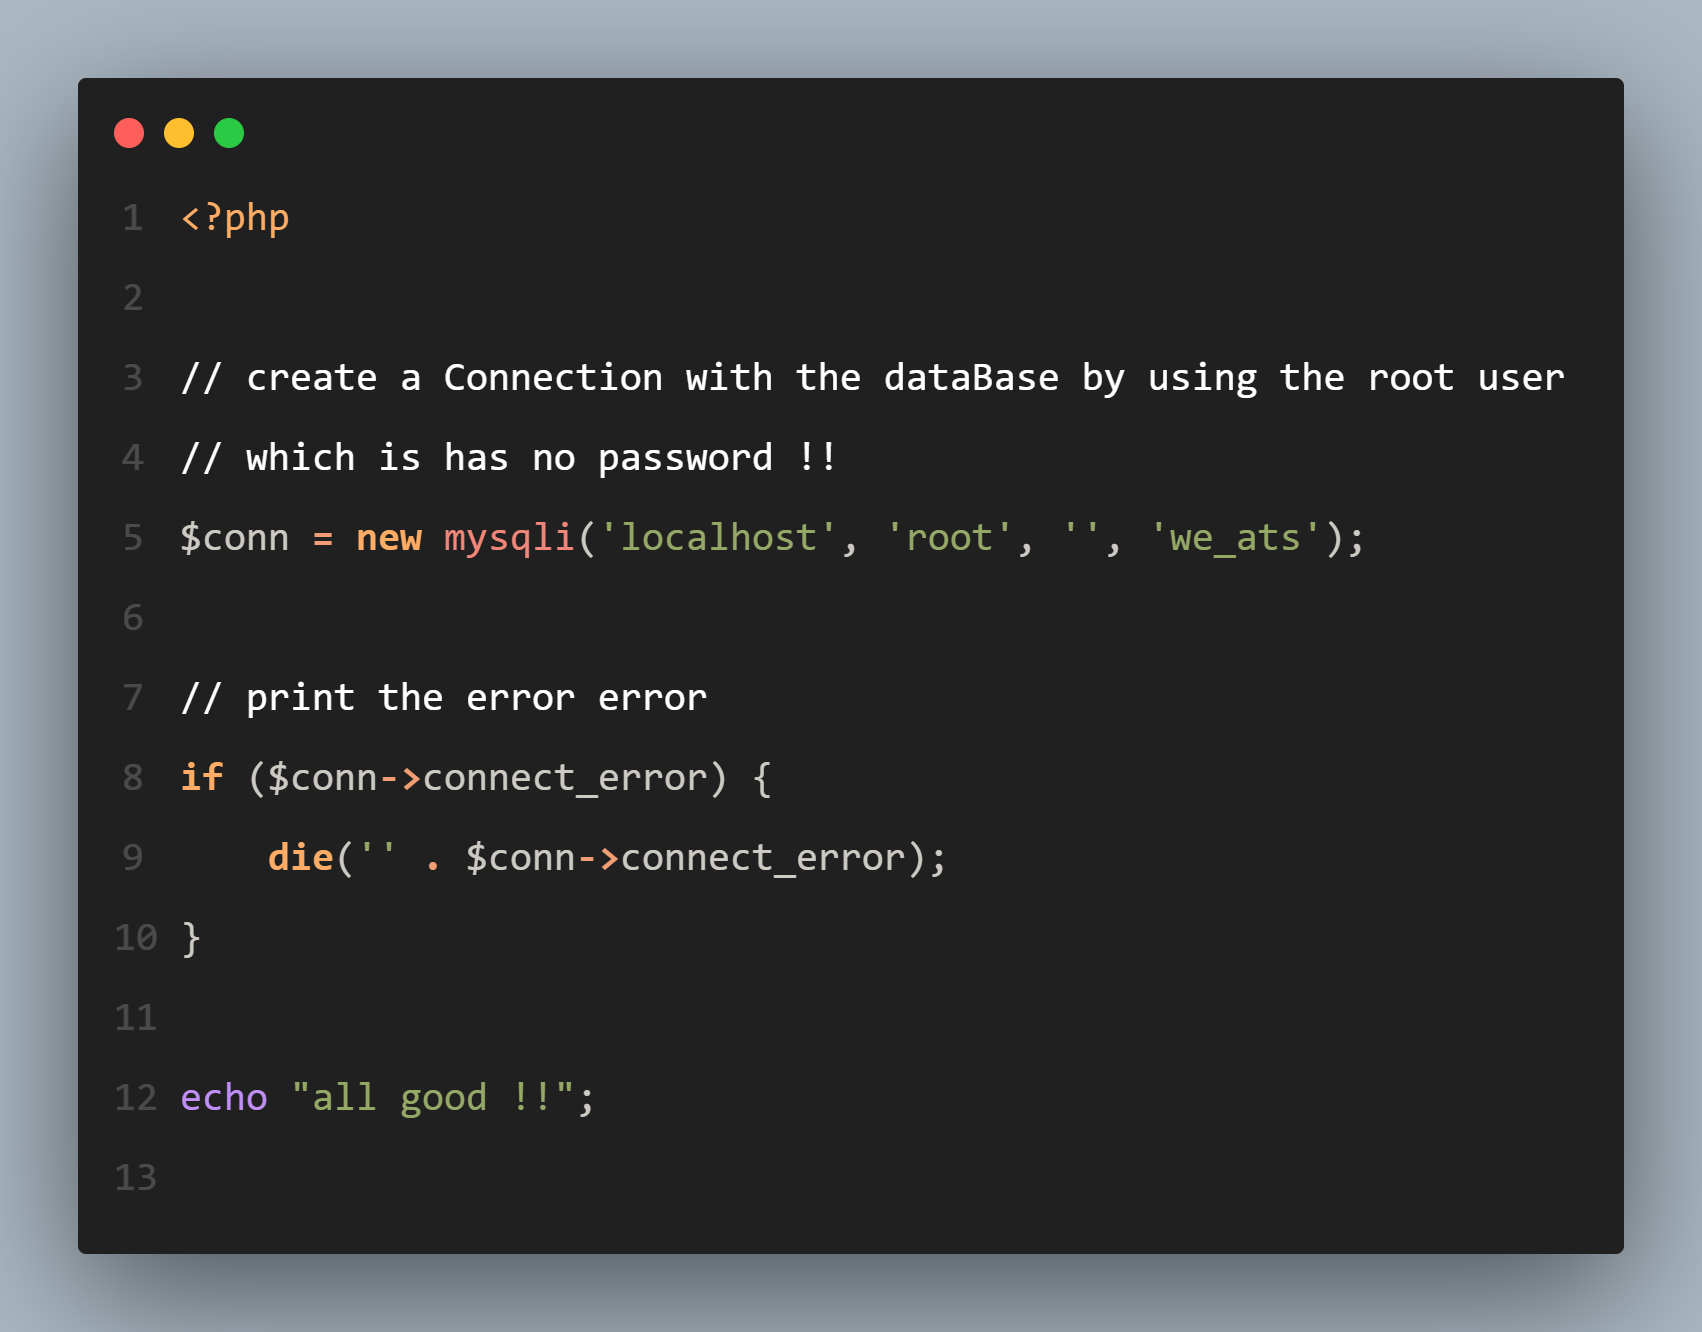 1 <?php
2
3 // create a Connection with the dataBase by using the root user
4 // which is has no password !!
5 $conn = new mysqli('localhost', 'root', '', 'we_ats');
6
7 // print the error error
8 if ($conn->connect_error) {
9     die('' . $conn->connect_error);
10 }
11
12 echo "all good !!";
13